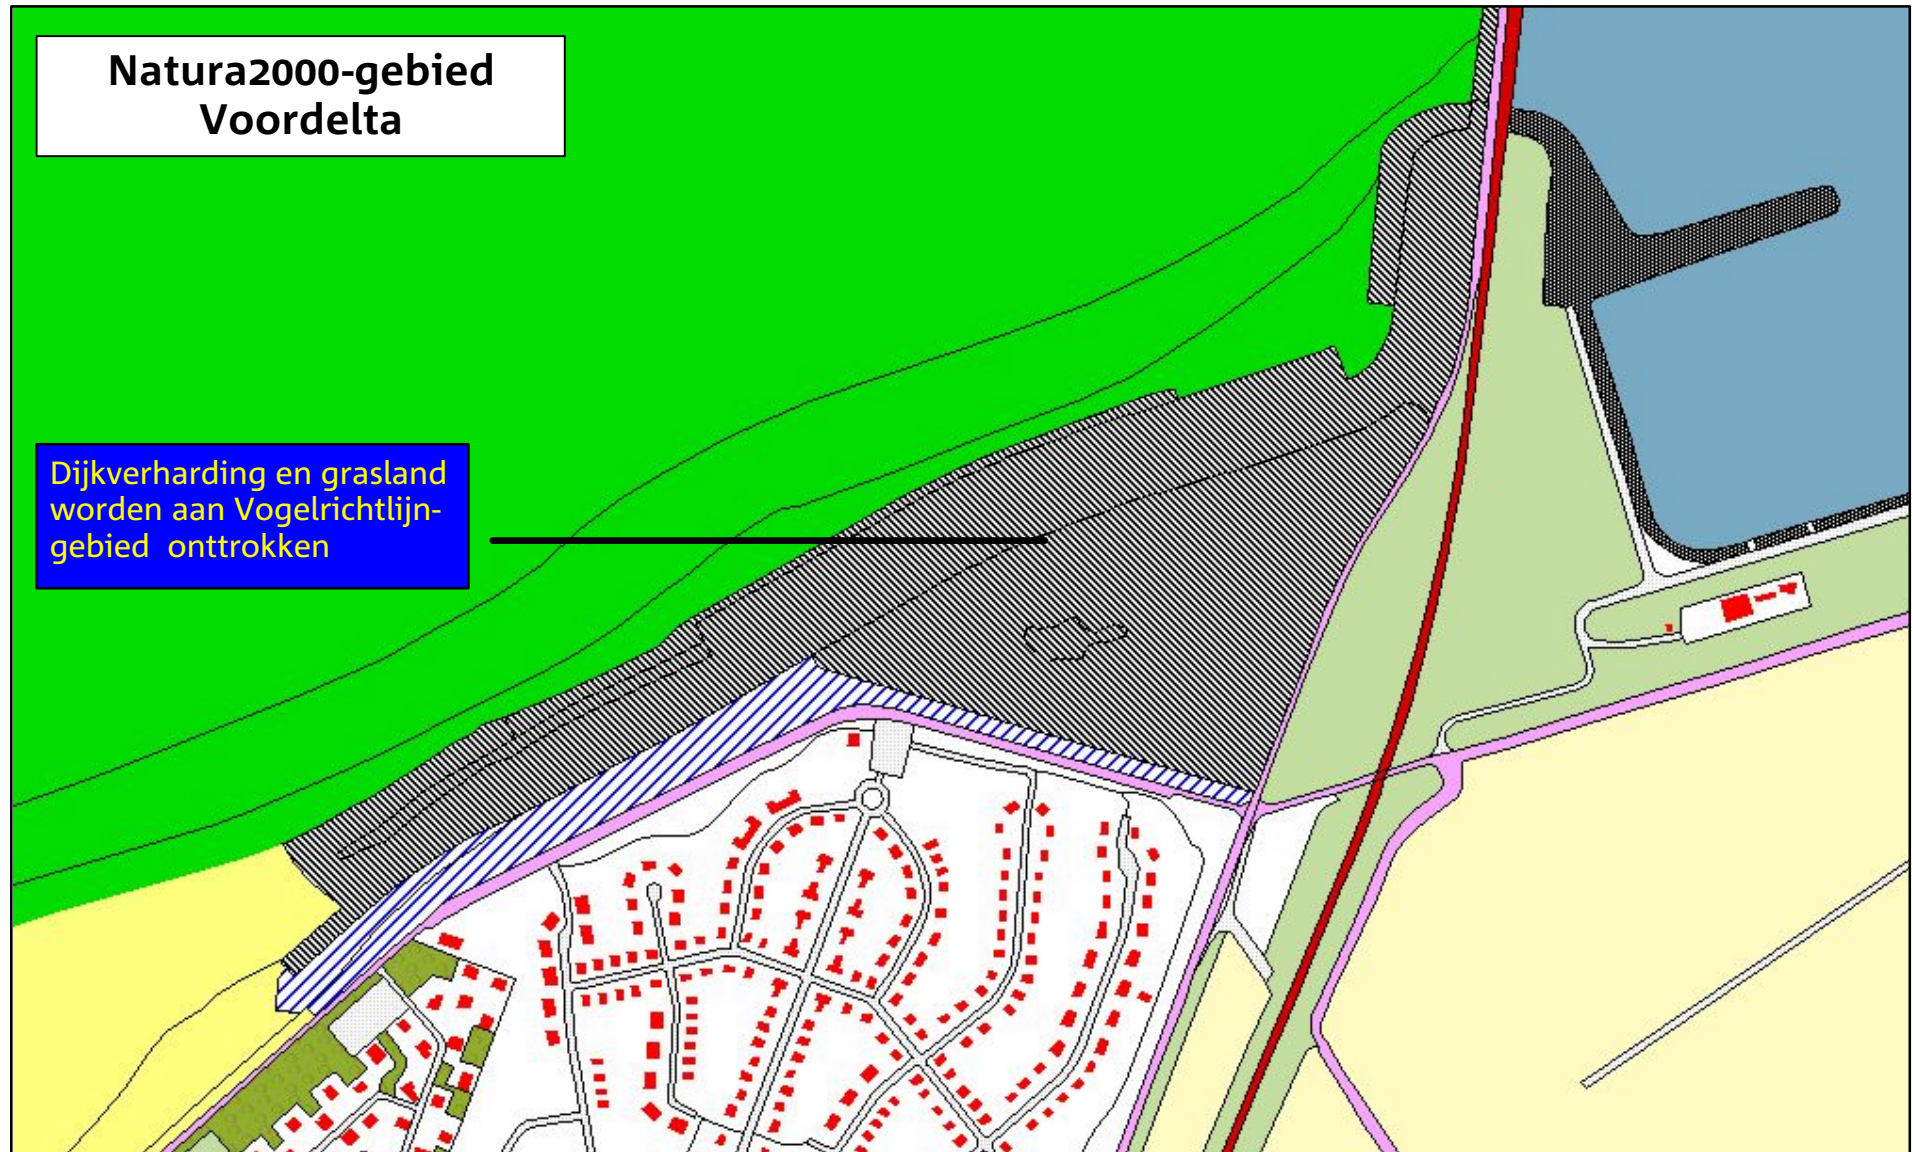 Natura2000-gebied
Voordelta
Dijkverharding en grasland
worden aan Vogelrichtlijn-
gebied onttrokken